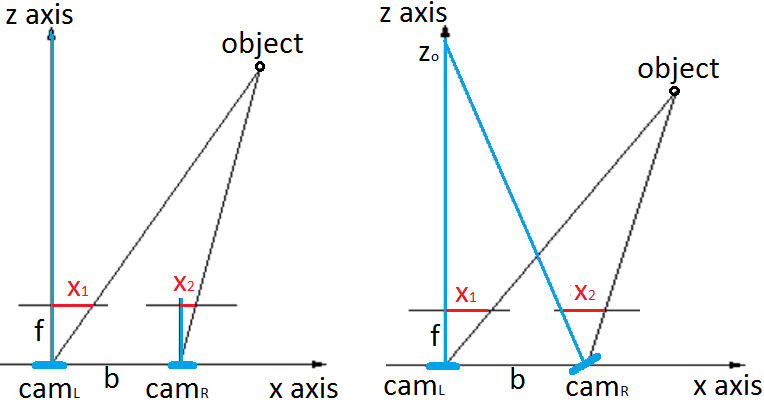 z axis
object
x₁
x₂
f
camL
b
camR
x axis
z axis
zₒ
object
x₁
x₂
f
camL
b
camR
x axis